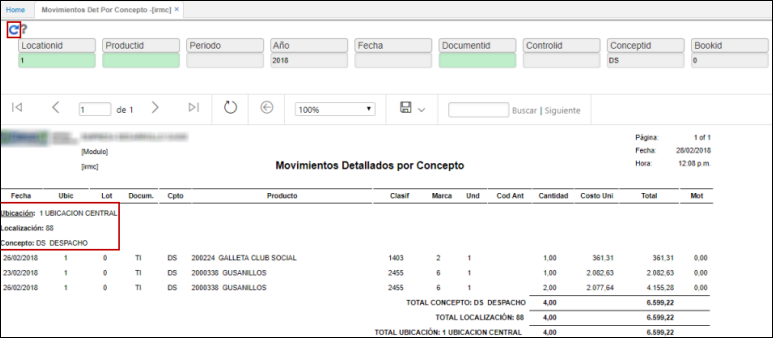 Home Movimientos Det Por Concepto -[irmc] ×
?
Locationid Productid Periodo Año Fecha Documentid Controlid Conceptid Bookid
1 2018 DS 0
1 de 1 100% Buscar | Siguiente
Página: 1 of 1
[Modulo] Fecha: 28/02/2018
[irmc] Movimientos Detallados por Concepto Hora: 12:08 p.m.
Fecha Ubic Lot Docum. Cpto Producto Clasif Marca Und Cod Ant Cantidad Costo Uni Total Mot
Ubicación: 1 UBICACION CENTRAL
Localización: 88
Concepto: DS DESPACHO
26/02/2018 1 0 TI DS 200224 GALLETA CLUB SOCIAL 1403 2 1 1,00 361,31 361,31 0,00
23/02/2018 1 0 TI DS 2000338 GUSANILLOS 2455 6 1 1,00 2.082,63 2.082,63 0,00
26/02/2018 1 0 TI DS 2000338 GUSANILLOS 2455 6 1 2,00 2.077,64 4.155,28 0,00
TOTAL CONCEPTO: DS DESPACHO 4,00 6.599,22
TOTAL LOCALIZACIÓN: 88 4,00 6.599,22
TOTAL UBICACIÓN: 1 UBICACION CENTRAL 4,00 6.599,22